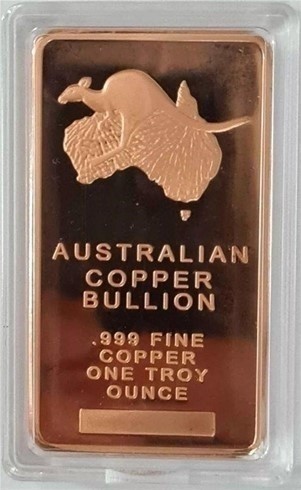 AUSTRALIAN
COPPER
BULLION
.999 FINE
COPPER
ONE TROY
OUNCE